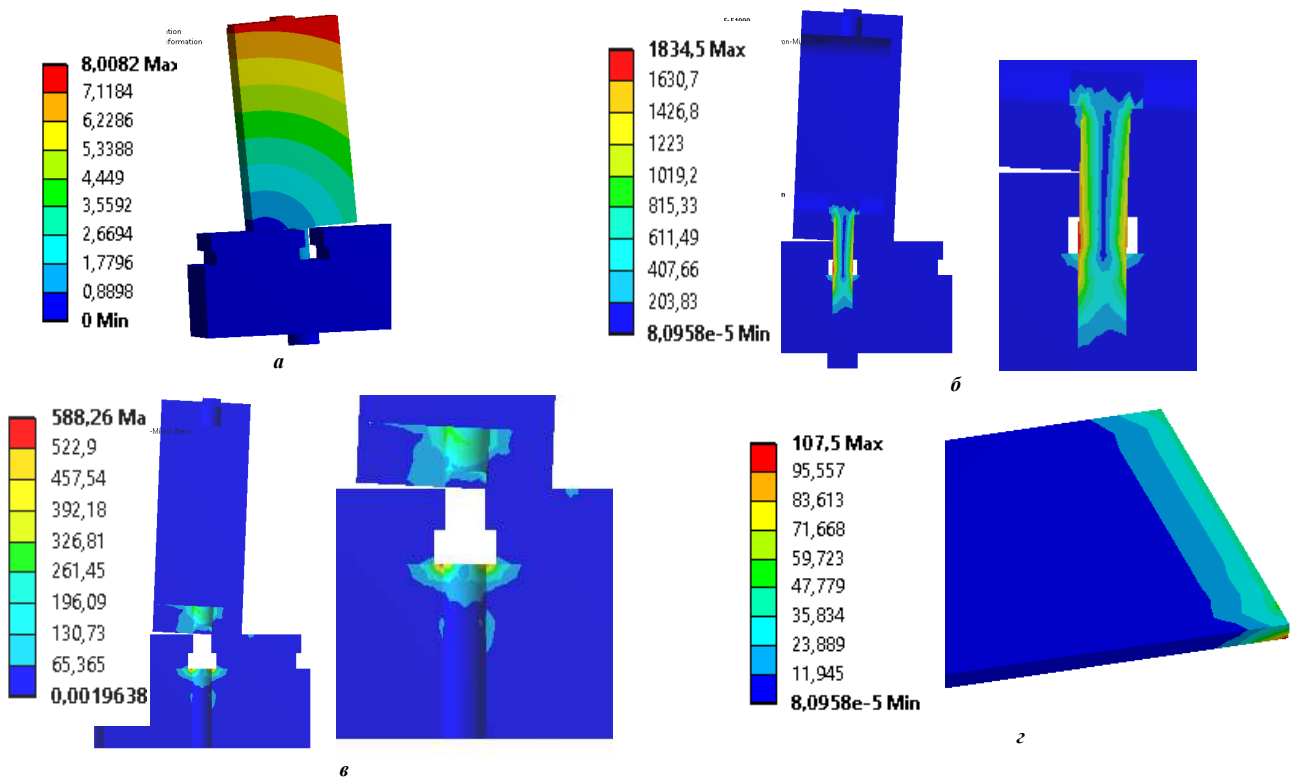 tion
formation
8,0082 Max
7,1184
6,2286
5,3388
4,449
3,5592
2,6694
1,7796
0,8898
0 Min
а
1834,5 Max
1630,7
1426,8
1223
1019,2
815,33
611,49
407,66
203,83
8,0958e-5 Min
б
588,26 Ma
522,9
457,54
392,18
326,81
261,45
196,09
130,73
65,365
0,0019638
в
107,5 Max
95,557
83,613
71,668
59,723
47,779
35,834
23,889
11,945
8,0958e-5 Min
г